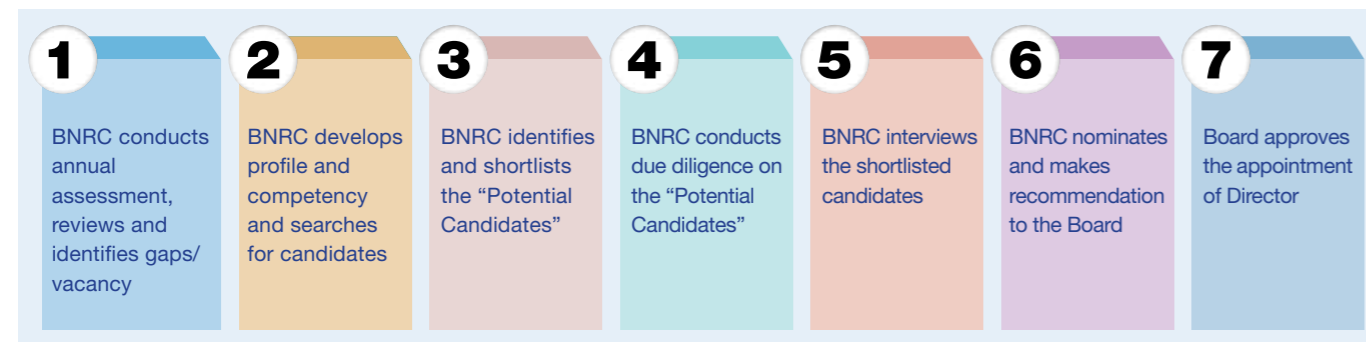 1
BNRC conducts
annual
assessment,
reviews and
identifies gaps/
vacancy
2
BNRC develops
profile and
competency
and searches
for candidates
3
BNRC identifies
and shortlists
the “Potential
Candidates”
4
BNRC conducts
due diligence on
the “Potential
Candidates”
5
BNRC interviews
the shortlisted
candidates
6
BNRC nominates
and makes
recommendation
to the Board
7
Board approves
the appointment
of Director